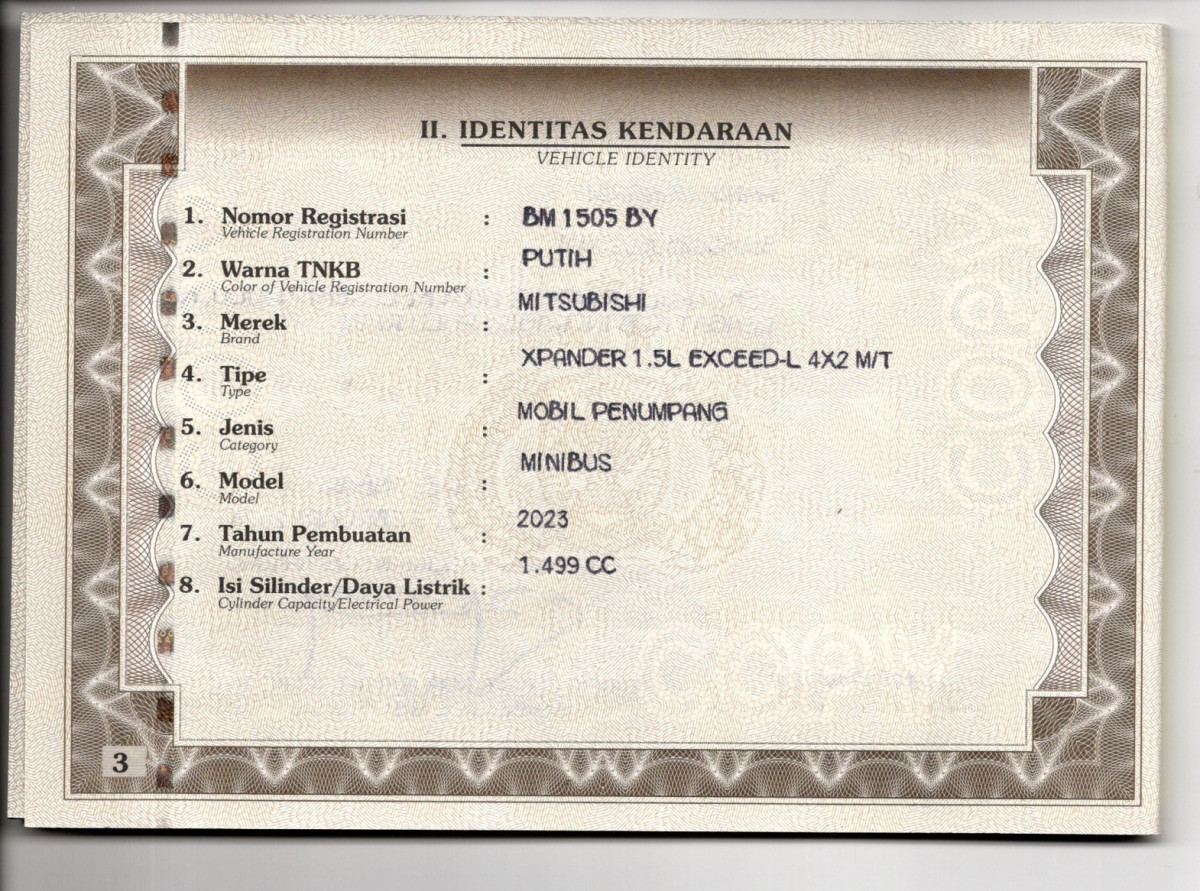 II. IDENTITAS KENDARAAN
VEHICLE IDENTITY
1. Nomor Registrasi : BM 1505 BY
Vehicle Registration Number
2. Warna TNKB : PUTIH
Color of Vehicle Registration Number
3. Merek : MITSUBISHI
Brand
4. Tipe : XPANDER 1.5L EXCEED-L 4X2 M/T
Type
5. Jenis : MOBIL PENUMPANG
Category
6. Model : MINIBUS
Model
7. Tahun Pembuatan : 2023
Manufacture Year
8. Isi Silinder/Daya Listrik : 1.499 CC
Cylinder Capacity/Electrical Power
copy
copy
3